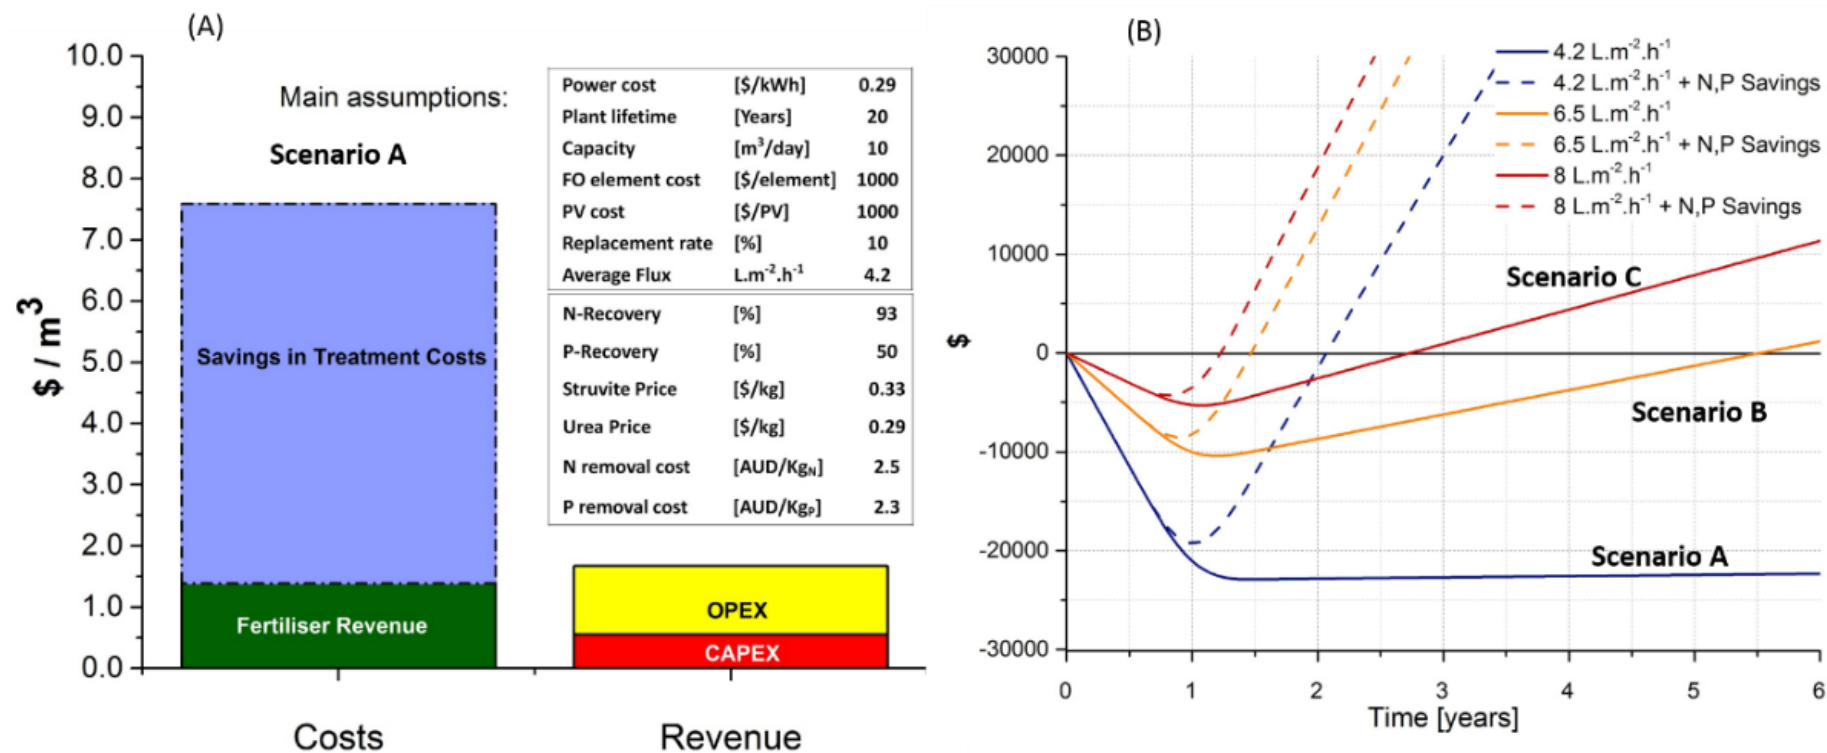 (A)
10.0
9.0
8.0
7.0
6.0
5.0
4.0
3.0
2.0
1.0
0.0
$ / m³
Main assumptions:
Scenario A
Savings in Treatment Costs
Fertiliser Revenue
OPEX
CAPEX
Costs
Revenue
Power cost [$/kWh] 0.29
Plant lifetime [Years] 20
Capacity [m³/day] 10
FO element cost [$/element] 1000
PV cost [$/PV] 1000
Replacement rate [%] 10
Average Flux L.m⁻².h⁻¹ 4.2
N-Recovery [%] 93
P-Recovery [%] 50
Struvite Price [$/kg] 0.33
Urea Price [$/kg] 0.29
N removal cost [AUD/Kg_N] 2.5
P removal cost [AUD/Kg_P] 2.3
(B)
30000
20000
10000
0
-10000
-20000
-30000
$
4.2 L.m⁻².h⁻¹
4.2 L.m⁻².h⁻¹ + N,P Savings
6.5 L.m⁻².h⁻¹
6.5 L.m⁻².h⁻¹ + N,P Savings
8 L.m⁻².h⁻¹
8 L.m⁻².h⁻¹ + N,P Savings
Scenario C
Scenario B
Scenario A
0 1 2 3 4 5 6
Time [years]